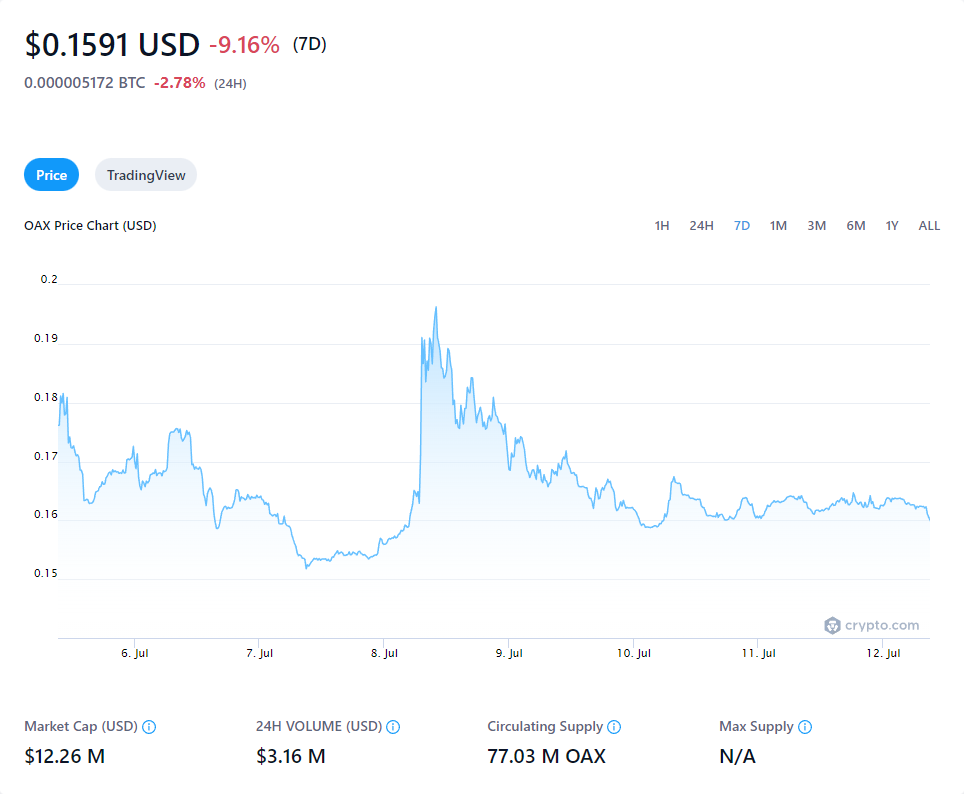 $0.1591 USD -9.16% (7D)
0.000005172 BTC -2.78% (24H)
Price TradingView
OAX Price Chart (USD) 1H 24H 7D 1M 3M 6M 1Y ALL
0.2
0.19
0.18
0.17
0.16
0.15
crypto.com
6. Jul 7. Jul 8. Jul 9. Jul 10. Jul 11. Jul 12. Jul
Market Cap (USD) 24H VOLUME (USD) Circulating Supply Max Supply
$12.26 M $3.16 M 77.03 M OAX N/A